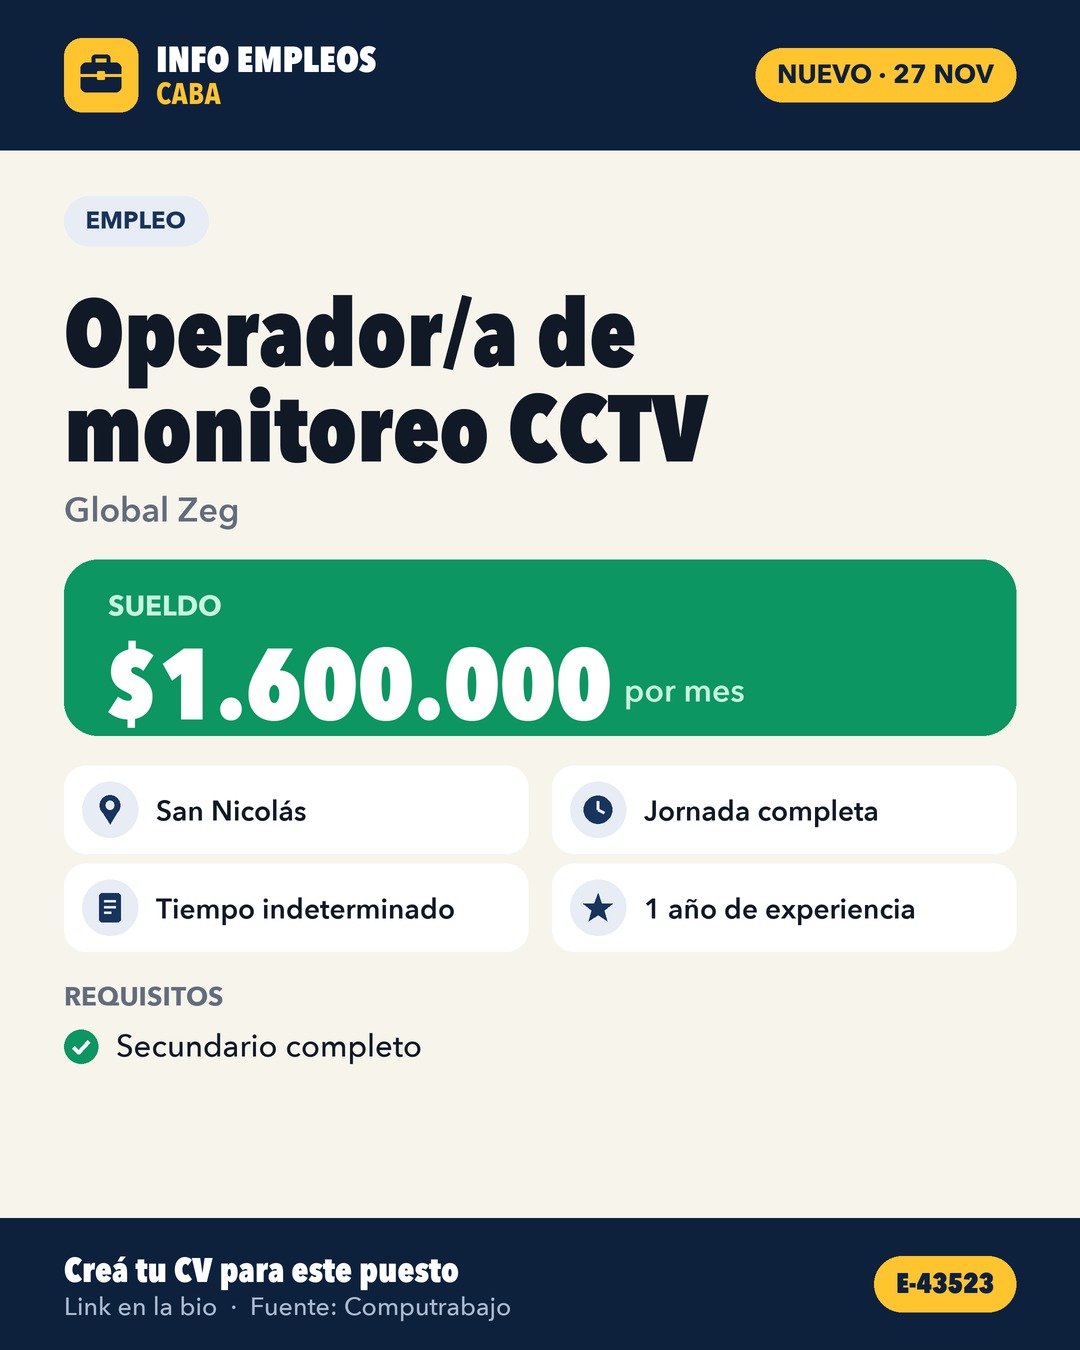 INFO EMPLEOS
CABA
NUEVO · 27 NOV
EMPLEO
Operador/a de
monitoreo CCTV
Global Zeg
SUELDO
$1.600.000 por mes
San Nicolás
Jornada completa
Tiempo indeterminado
1 año de experiencia
REQUISITOS
Secundario completo
Creá tu CV para este puesto
Link en la bio · Fuente: Computrabajo
E-43523